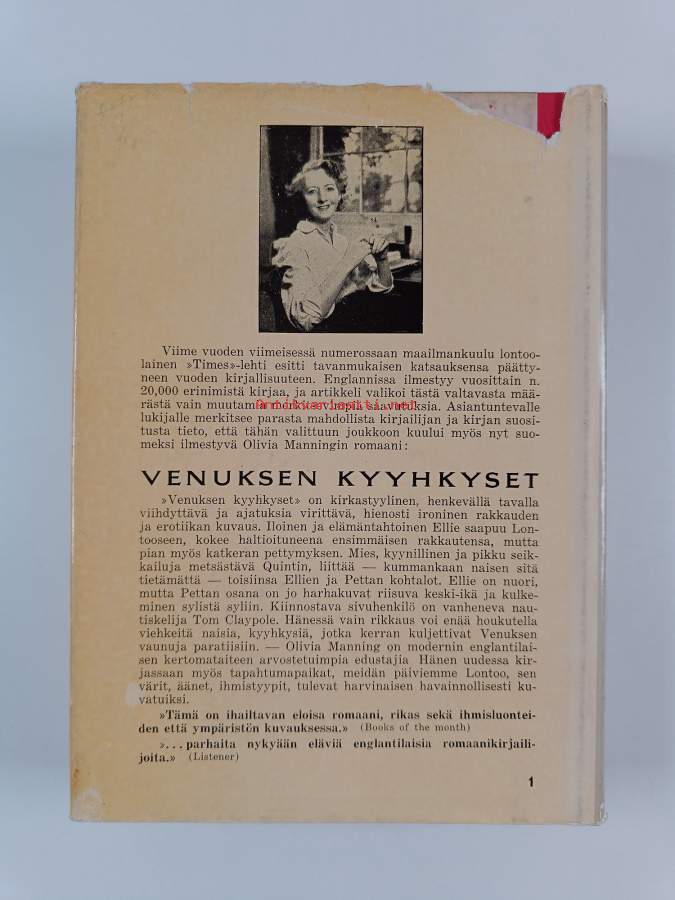 Viime vuoden viimeisessä numerossaan maailmankuulu lontoo-
lainen »Times»-lehti esitti tavanmukaisen katsauksensa päätty-
neen vuoden kirjallisuuteen. Englannissa ilmestyy vuosittain n.
20,000 erinimistä kirjaa, ja artikkeli valikoi tästä valtavasta mää-
rästä vain muutamia merkittävimpiä saavutuksia. Asiantuntevalle
Antikvariaatti.net
lukijalle merkitsee parasta mahdollista kirjailijan ja kirjan suosi-
tusta tieto, että tähän valittuun joukkoon kuului myös nyt suo-
meksi ilmestyvä Olivia Manningin romaani:
VENUKSEN KYYHKYSET
»Venuksen kyyhkyset» on kirkastyylinen, henkevällä tavalla
viihdyttävä ja ajatuksia virittävä, hienosti ironinen rakkauden
ja erotiikan kuvaus. Iloinen ja elämäntahtoinen Ellie saapuu Lon-
tooseen, kokee haltioituneena ensimmäisen rakkautensa, mutta
pian myös katkeran pettymyksen. Mies, kyynillinen ja pikku seik-
kailuja metsästävä Quintin, liittää — kummankaan naisen sitä
tietämättä — toisiinsa Ellien ja Pettan kohtalot. Ellie on nuori,
mutta Pettan osana on jo harhakuvat riisuva keski-ikä ja kulke-
minen sylistä syliin. Kiinnostava sivuhenkilö on vanheneva nau-
tiskelija Tom Claypole. Hänessä vain rikkaus voi enää houkutella
viehkeitä naisia, kyyhkysiä, jotka kerran kuljettivat Venuksen
vaunuja paratiisiin. — Olivia Manning on modernin englantilai-
sen kertomataiteen arvostetuimpia edustajia Hänen uudessa kir-
jassaan myös tapahtumapaikat, meidän päiviemme Lontoo, sen
värit, äänet, ihmistyypit, tulevat harvinaisen havainnollisesti ku-
vatuiksi.
»Tämä on ihailtavan eloisa romaani, rikas sekä ihmisluontei-
den että ympäristön kuvauksessa.» (Books of the month)
»... parhaita nykyään eläviä englantilaisia romaanikirjaili-
joita.» (Listener)
1